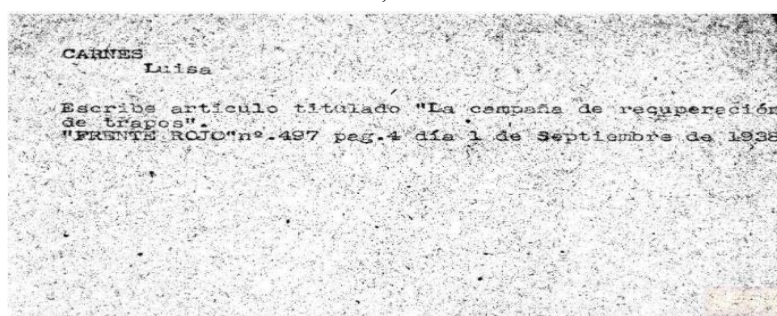 CARNES
Luisa
Escribe artículo titulado "La campaña de recuperación
de trapos".
"FRENTE ROJO"nº.497 pag.4 día 1 de Septiembre de 1938